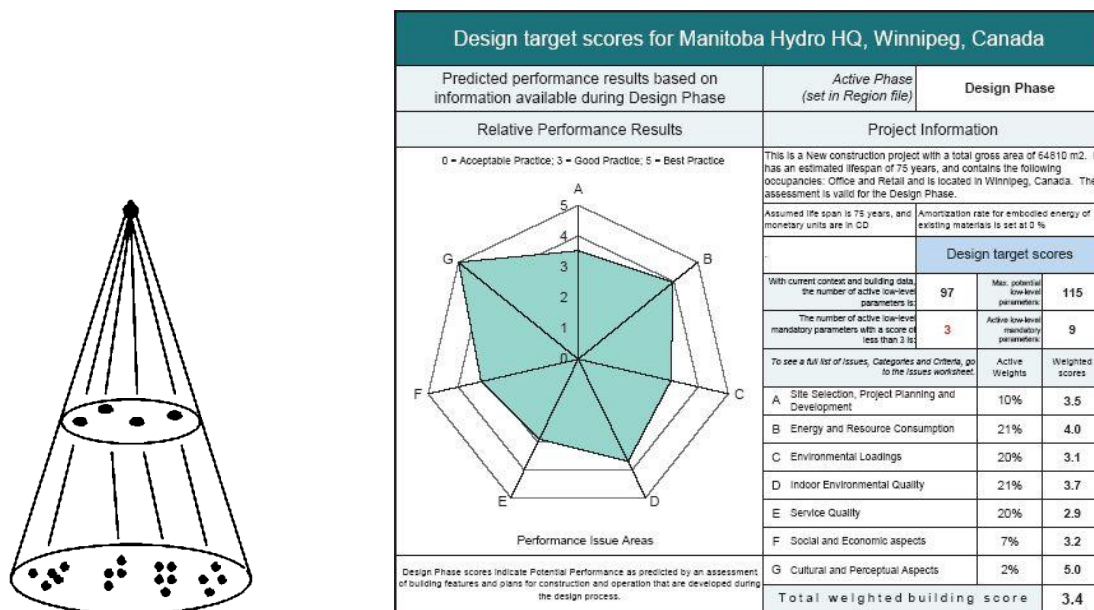 Design target scores for Manitoba Hydro HQ, Winnipeg, Canada
Predicted performance results based on
information available during Design Phase
Active Phase
(set in Region file)
Design Phase
Relative Performance Results
Project Information
0 = Acceptable Practice; 3 = Good Practice; 5 = Best Practice
A
5
4
3
2
1
0
B
C
D
E
F
G
Performance Issue Areas
Design Phase scores indicate Potential Performance as predicted by an assessment
of building features and plans for construction and operation that are developed during
the design process.
This is a New construction project with a total gross area of 64810 m2.
has an estimated lifespan of 75 years, and contains the following
occupancies: Office and Retail and is located in Winnipeg, Canada. The
assessment is valid for the Design Phase.
Assumed life span is 75 years, and
monetary units are in CD
Amortization rate for embodied energy of
existing materials is set at 0 %
Design target scores
With current context and building data,
the number of active low-level
parameters is:
97
Max. potential
low-level
parameters:
115
The number of active low-level
mandatory parameters with a score of
less than 3 is:
3
Active low-level
mandatory
parameters:
9
To see a full list of Issues, Categories and Criteria, go
to the Issues worksheet.
Active
Weights
Weighted
scores
A Site Selection, Project Planning and
Development
10% 3.5
B Energy and Resource Consumption 21% 4.0
C Environmental Loadings 20% 3.1
D Indoor Environmental Quality 21% 3.7
E Service Quality 20% 2.9
F Social and Economic aspects 7% 3.2
G Cultural and Perceptual Aspects 2% 5.0
Total weighted building score 3.4